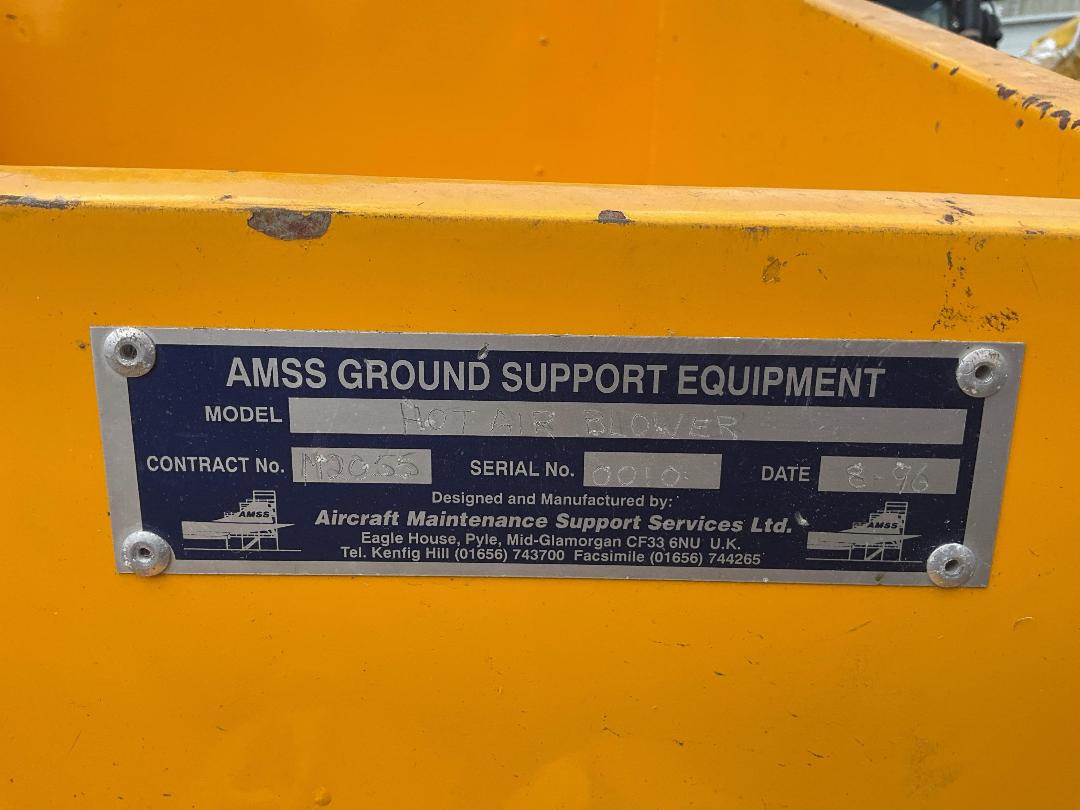 AMSS GROUND SUPPORT EQUIPMENT
MODEL HOT AIR BLOWER
CONTRACT No. M2055 SERIAL No. 0010 DATE 8-96
Designed and Manufactured by:
AMSS Aircraft Maintenance Support Services Ltd. AMSS
Eagle House, Pyle, Mid-Glamorgan CF33 6NU U.K.
Tel. Kenfig Hill (01656) 743700 Facsimile (01656) 744265